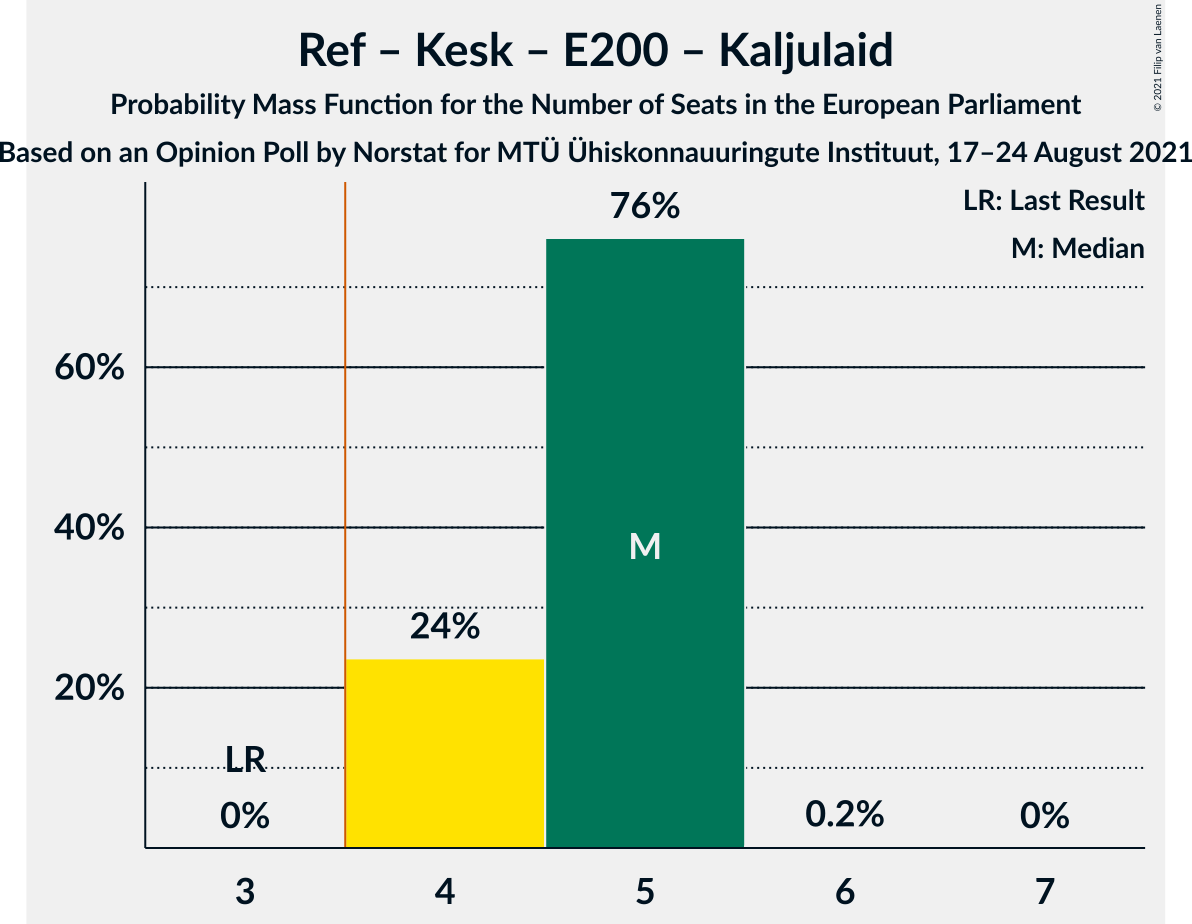 Ref – Kesk – E200 – Kaljulaid
Probability Mass Function for the Number of Seats in the European Parliament
Based on an Opinion Poll by Norstat for MTÜ Ühiskonnauuringute Instituut, 17–24 August 2021
© 2021 Filip van Laenen
LR: Last Result
M: Median
76%
60%
40%
M
24%
20%
LR
0%
0.2%
0%
3 4 5 6 7